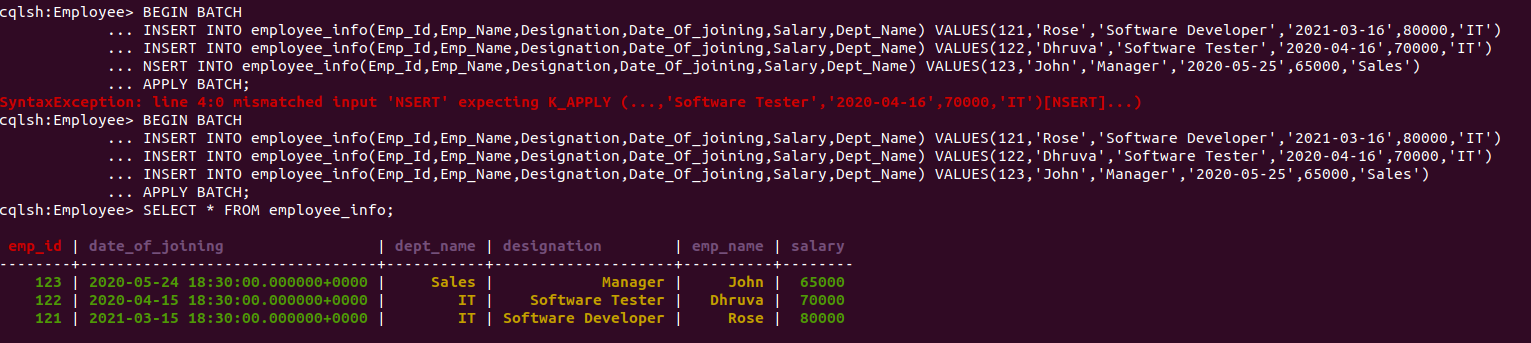 cqlsh:Employee> BEGIN BATCH
... INSERT INTO employee_info(Emp_Id,Emp_Name,Designation,Date_Of_joining,Salary,Dept_Name) VALUES(121,'Rose','Software Developer','2021-03-16',80000,'IT')
... INSERT INTO employee_info(Emp_Id,Emp_Name,Designation,Date_Of_joining,Salary,Dept_Name) VALUES(122,'Dhruva','Software Tester','2020-04-16',70000,'IT')
... NSERT INTO employee_info(Emp_Id,Emp_Name,Designation,Date_Of_joining,Salary,Dept_Name) VALUES(123,'John','Manager','2020-05-25',65000,'Sales')
... APPLY BATCH;
SyntaxException: line 4:0 mismatched input 'NSERT' expecting K_APPLY (...,'Software Tester','2020-04-16',70000,'IT')[NSERT]...)
cqlsh:Employee> BEGIN BATCH
... INSERT INTO employee_info(Emp_Id,Emp_Name,Designation,Date_Of_joining,Salary,Dept_Name) VALUES(121,'Rose','Software Developer','2021-03-16',80000,'IT')
... INSERT INTO employee_info(Emp_Id,Emp_Name,Designation,Date_Of_joining,Salary,Dept_Name) VALUES(122,'Dhruva','Software Tester','2020-04-16',70000,'IT')
... INSERT INTO employee_info(Emp_Id,Emp_Name,Designation,Date_Of_joining,Salary,Dept_Name) VALUES(123,'John','Manager','2020-05-25',65000,'Sales')
... APPLY BATCH;
cqlsh:Employee> SELECT * FROM employee_info;
emp_id | date_of_joining | dept_name | designation | emp_name | salary
--------+---------------------------------+-----------+--------------------+----------+--------
123 | 2020-05-24 18:30:00.000000+0000 | Sales | Manager | John | 65000
122 | 2020-04-15 18:30:00.000000+0000 | IT | Software Tester | Dhruva | 70000
121 | 2021-03-15 18:30:00.000000+0000 | IT | Software Developer | Rose | 80000